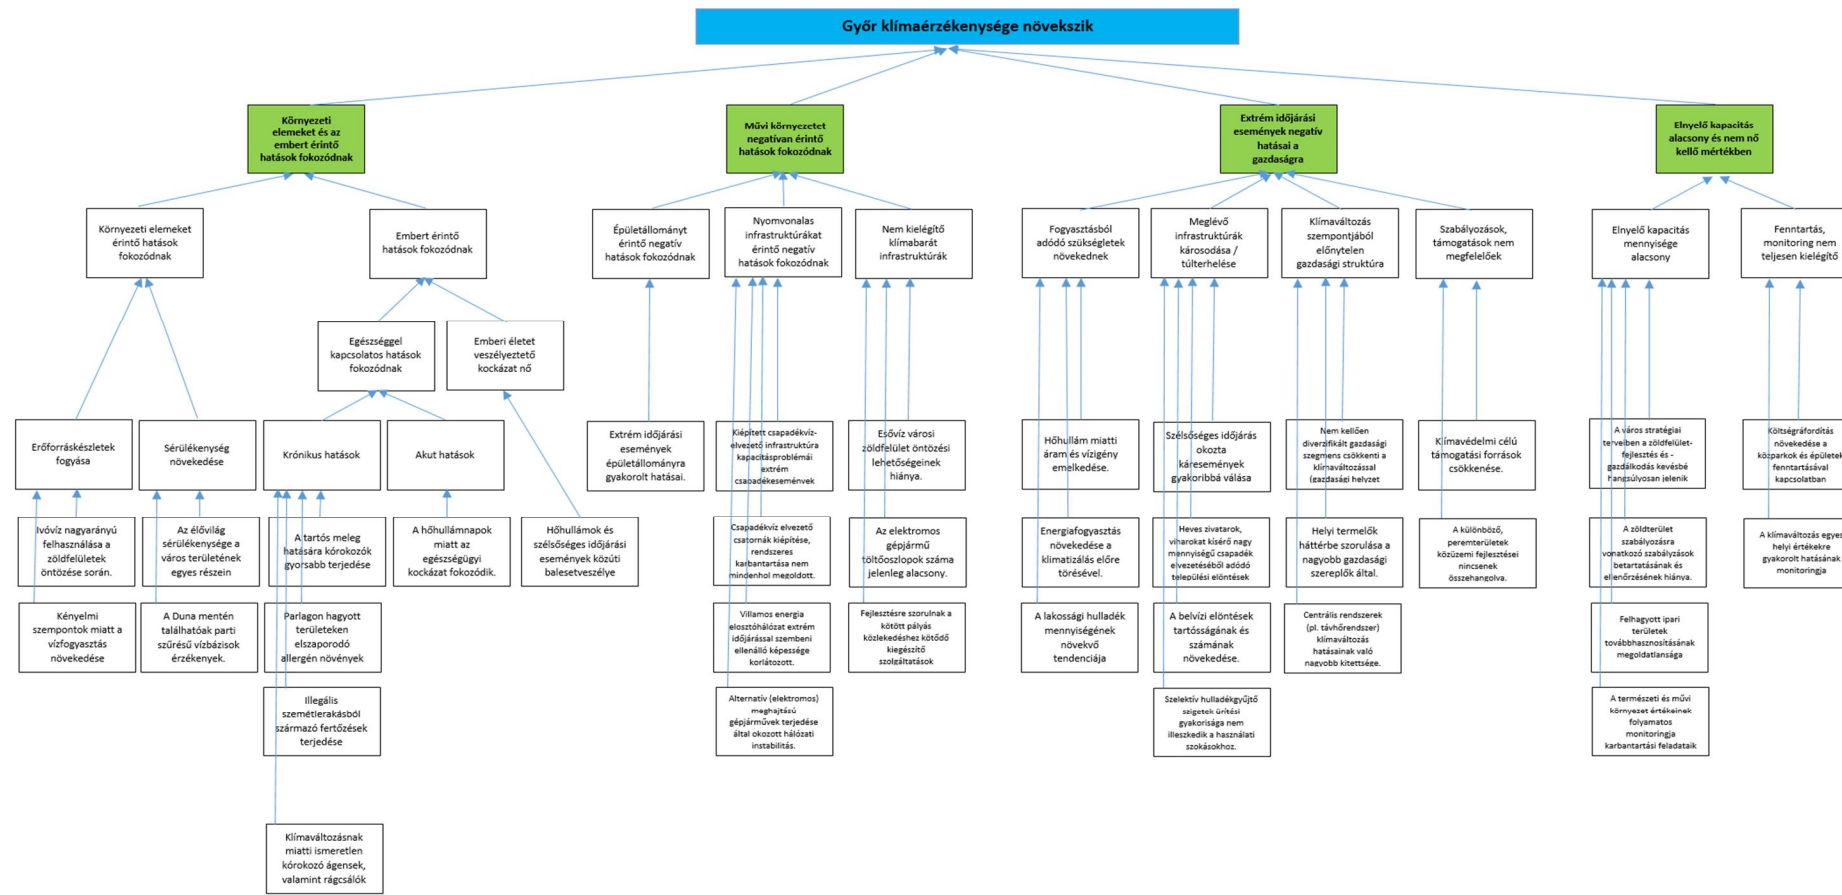 Győr klímaérzékenysége növekszik
Környezeti
elemeket és az
embert érintő
hatások fokozódnak
Művi környezetet
negatívan érintő
hatások fokozódnak
Extrém időjárási
események negatív
hatásai a
gazdaságra
Elnyelő kapacitás
alacsony és nem nő
kellő mértékben
Környezeti elemeket
érintő hatások
fokozódnak
Embert érintő
hatások fokozódnak
Épületállományt
érintő negatív
hatások fokozódnak
Nyomvonalas
infrastruktúrákat
érintő negatív
hatások fokozódnak
Nem kielégítő
klímabarát
infrastruktúrák
Fogyasztásból
adódó szükségletek
növekednek
Meglévő
infrastruktúrák
károsodása /
túlterhelése
Klímaváltozás
szempontjából
előnytelen
gazdasági struktúra
Szabályozások,
támogatások nem
megfelelőek
Elnyelő kapacitás
mennyisége
alacsony
Fenntartás,
monitoring nem
teljesen kielégítő
Egészséggel
kapcsolatos hatások
fokozódnak
Emberi életet
veszélyeztető
kockázat nő
Erőforráskészletek
fogyása
Sérülékenység
növekedése
Krónikus hatások
Akut hatások
Extrém időjárási
események
épületállományra
gyakorolt hatásai.
Kiépített csapadékvíz-
elvezető infrastruktúra
kapacitásproblémái
extrém
csapadékesemények
Esővíz városi
zöldfelület öntözési
lehetőségeinek
hiánya.
Hőhullám miatti
áram és vízigény
emelkedése.
Szélsőséges időjárás
okozta
káresemények
gyakoribbá válása
Nem kellően
diverzifikált gazdasági
szegmens csökkenti a
klímaváltozással
(gazdasági helyzet
Klímavédelmi célú
támogatási források
csökkenése.
A város stratégiai
terveiben a zöldfelület-
fejlesztés és -
gazdálkodás kevésbé
hangsúlyosan jelenik
Költségráfordítás
növekedése a
közparkok és épületek
fenntartásával
kapcsolatban
Ivóvíz nagyarányú
felhasználása a
zöldfelületek
öntözése során.
Az élővilág
sérülékenysége a
város területének
egyes részein
A tartós meleg
hatására kórokozók
gyorsabb terjedése
A hőhullámnapok
miatt az
egészségügyi
kockázat fokozódik.
Hőhullámok és
szélsőséges időjárási
események közúti
balesetveszélye
Csapadékvíz elvezető
csatornák kiépítése,
rendszeres
karbantartása nem
mindenhol megoldott.
Az elektromos
gépjármű
töltőoszlopok száma
jelenleg alacsony.
Energiafogyasztás
növekedése a
klimatizálás előre
törésével.
Heves zivatarok,
viharokat kísérő nagy
mennyiségű csapadék
elvezetéséből adódó
települési elöntések
Helyi termelők
háttérbe szorulása a
nagyobb gazdasági
szereplők által.
A különböző,
peremterületek
közüzemi fejlesztései
nincsenek
összehangolva.
A zöldterület
szabályozásra
vonatkozó szabályzások
betartatásának és
ellenőrzésének hiánya.
A klímaváltozás egyes
helyi értékekre
gyakorolt hatásának
monitoringja
Kényelmi
szempontok miatt a
vízfogyasztás
növekedése
A Duna mentén
találhatóak parti
szűrésű vízbázisok
érzékenyek.
Parlagon hagyott
területeken
elszaporodó
allergén növények
Villamos energia
elosztóhálózat extrém
időjárással szembeni
ellenálló képessége
korlátozott.
Fejlesztésre szorulnak a
kötött pályás
közlekedéshez kötődő
kiegészítő
szolgáltatások
A lakossági hulladék
mennyiségének
növekvő
tendenciája
A belvízi elöntések
tartósságának és
számának
növekedése.
Centrális rendszerek
(pl. távhőrendszer)
klímaváltozás
hatásainak való
nagyobb kitettsége.
Felhagyott ipari
területek
továbbhasznosításának
megoldatlansága
Illegális
szemétlerakásból
származó fertőzések
terjedése
Alternatív (elektromos)
meghajtású
gépjárművek terjedése
által okozott hálózati
instabilitás.
Szelektív hulladékgyűjtő
szigetek ürítési
gyakorisága nem
illeszkedik a használati
szokásokhoz.
A természeti és művi
környezet értékeinek
folyamatos
monitoringja
karbantartási feladataik
Klímaváltozásnak
miatti ismeretlen
kórokozó ágensek,
valamint rágcsálók